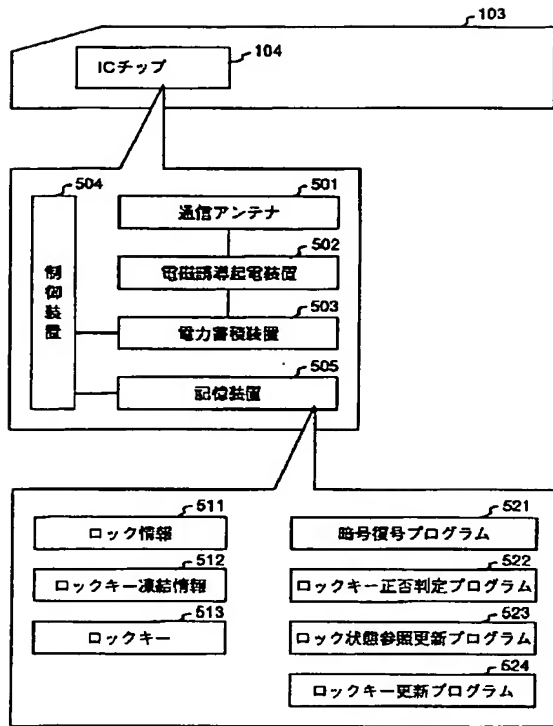 103
ICチップ
104
504
501
通信アンテナ
502
制御装置
電磁誘導起電装置
503
電力蓄積装置
505
記憶装置
511
ロック情報
521
暗号復号プログラム
512
ロックキー凍結情報
522
ロックキー正否判定プログラム
513
ロックキー
523
ロック状態参照更新プログラム
524
ロックキー更新プログラム